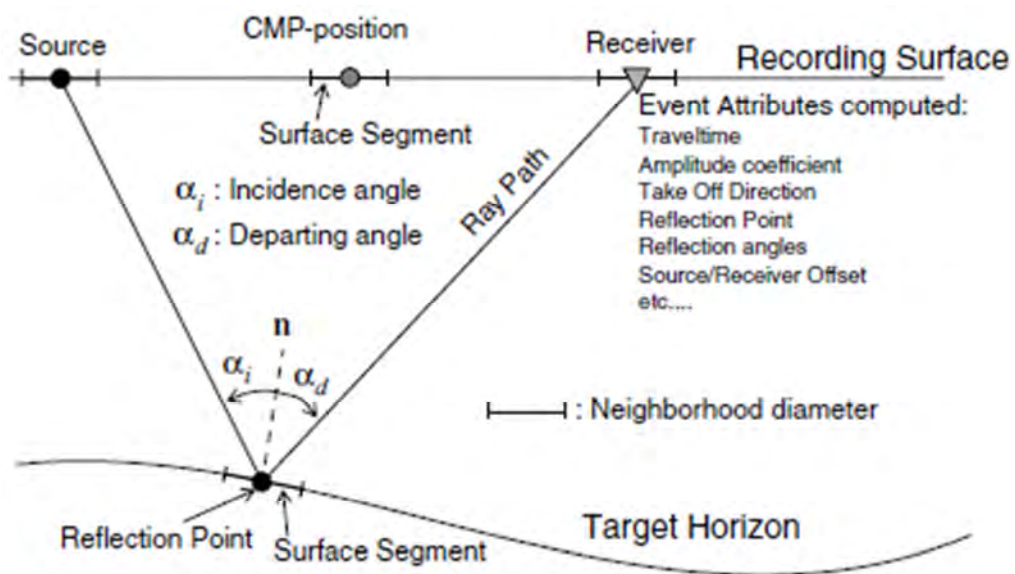 CMP-position
Source
Receiver
Recording Surface
Surface Segment
Event Attributes computed:
Traveltime
Amplitude coefficient
Take Off Direction
Reflection Point
Reflection angles
Source/Receiver Offset
etc....
αi : Incidence angle
αd : Departing angle
Ray Path
n
αi
αd
: Neighborhood diameter
Reflection Point
Surface Segment
Target Horizon